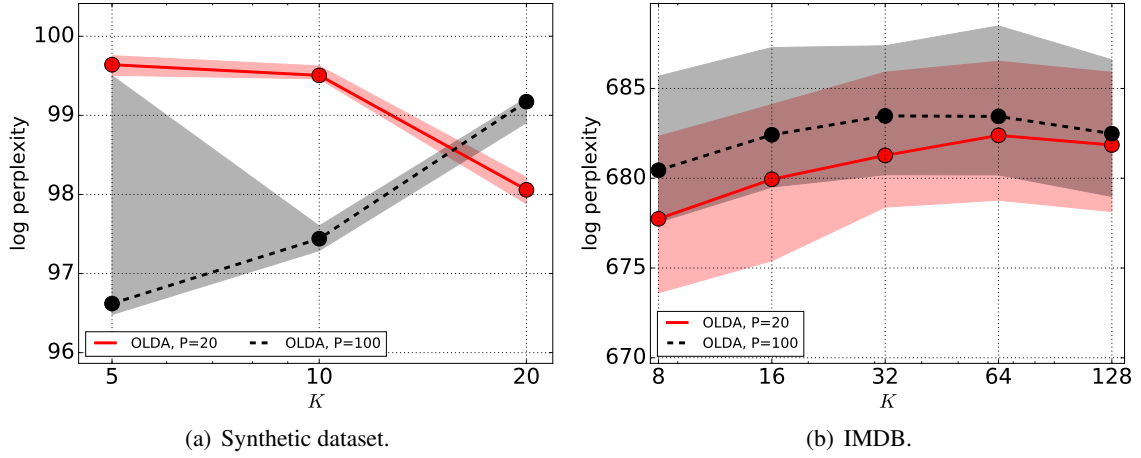 100
99
98
97
96
log perplexity
OLDA, P=20
OLDA, P=100
5
10
20
K
(a) Synthetic dataset.
685
680
675
670
log perplexity
OLDA, P=20
OLDA, P=100
8
16
32
64
128
K
(b) IMDB.